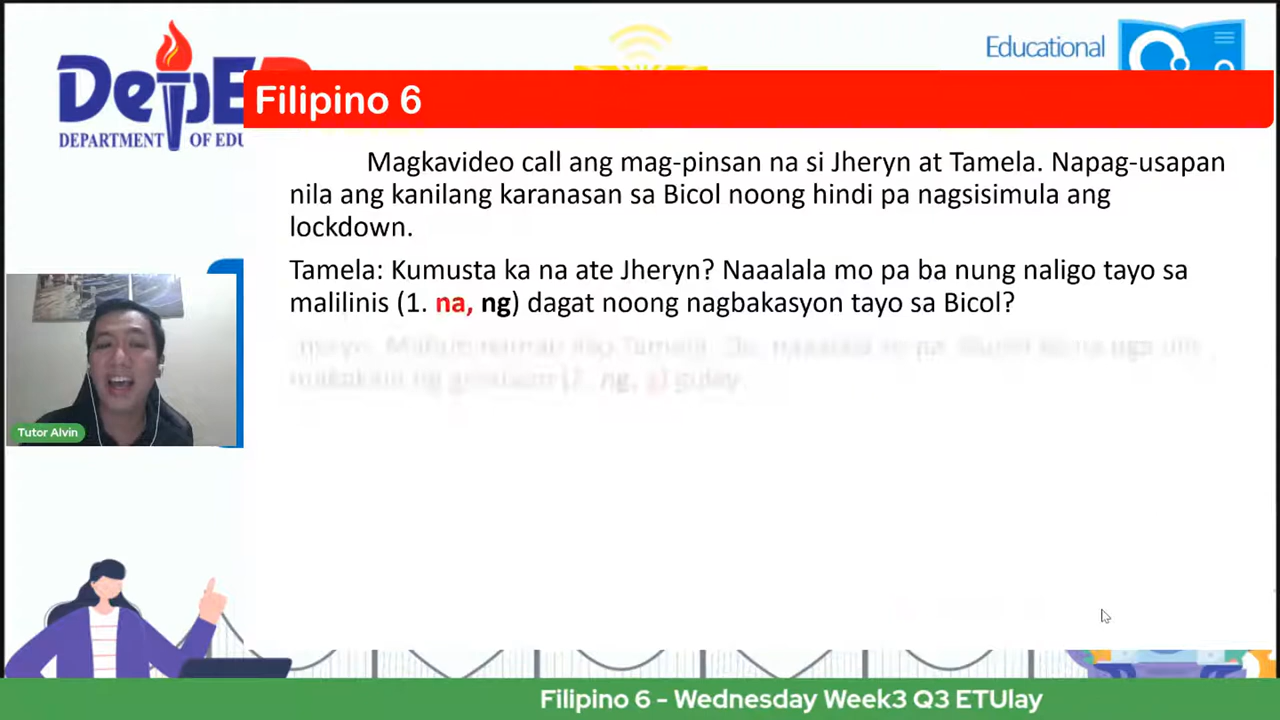 DepED
DEPARTMENT OF EDU
Educational
Filipino 6
Magkavideo call ang mag-pinsan na si Jheryn at Tamela. Napag-usapan
nila ang kanilang karanasan sa Bicol noong hindi pa nagsisimula ang
lockdown.
Tamela: Kumusta ka na ate Jheryn? Naaalala mo pa ba nung naligo tayo sa
malilinis (1. na, ng) dagat noong nagbakasyon tayo sa Bicol?
Tutor Alvin
Filipino 6 - Wednesday Week3 Q3 ETUlay